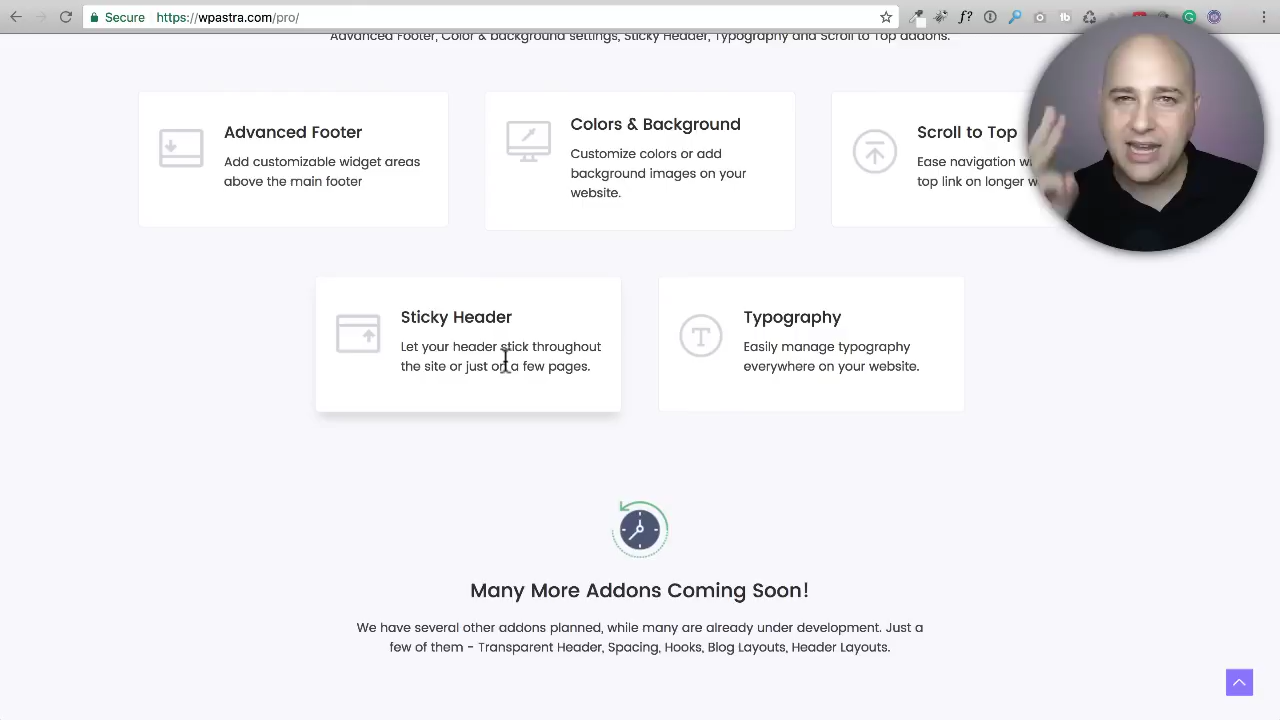 Secure
https://wpastra.com/pro/
Advanced Footer, Color & background settings, Sticky Header, Typography and Scroll to Top addons.
Advanced Footer
Add customizable widget areas
above the main footer
Colors & Background
Customize colors or add
background images on your
website.
Scroll to Top
Ease navigation
top link on longer
Sticky Header
Let your header stick throughout
the site or just on a few pages.
Typography
Easily manage typography
everywhere on your website.
Many More Addons Coming Soon!
We have several other addons planned, while many are already under development. Just a
few of them - Transparent Header, Spacing, Hooks, Blog Layouts, Header Layouts.